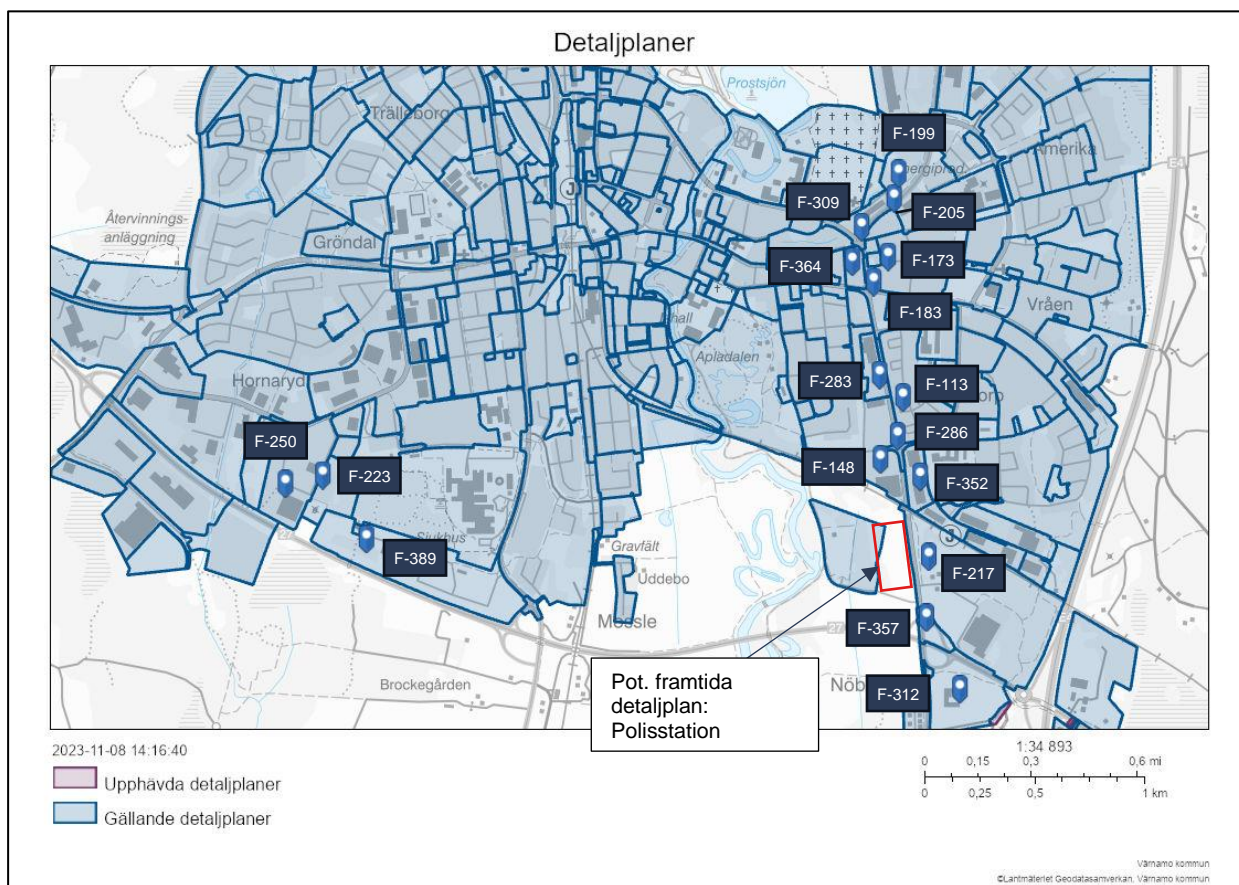 Detaljplaner
Prostsjön
Trälleboro
F-199
Amerika
Återvinnings-
anläggning
F-309
F-205
Gröndal
F-364
F-173
Vråen
F-183
Apladalen
Hornaryd
F-283
F-113
F-250
F-223
F-286
F-148
F-352
Sjukhus
Gravfält
F-389
Uddebo
F-217
Mossle
27
F-357
Brockegården
Pot. framtida
detaljplan:
Polisstation
F-312
2023-11-08 14:16:40
Upphävda detaljplaner
Gällande detaljplaner
1:34 893
0 0,15 0,3 0,6 mi
0 0,25 0,5 1 km
Värnamo kommun
©Lantmäteriet Geodatasamverkan, Värnamo kommun